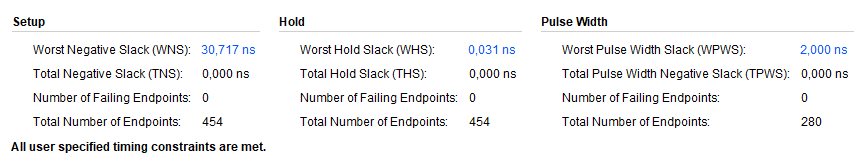 Setup
Worst Negative Slack (WNS): 30,717 ns
Total Negative Slack (TNS): 0,000 ns
Number of Failing Endpoints: 0
Total Number of Endpoints: 454
Hold
Worst Hold Slack (WHS): 0,031 ns
Total Hold Slack (THS): 0,000 ns
Number of Failing Endpoints: 0
Total Number of Endpoints: 454
Pulse Width
Worst Pulse Width Slack (WPWS): 2,000 ns
Total Pulse Width Negative Slack (TPWS): 0,000 ns
Number of Failing Endpoints: 0
Total Number of Endpoints: 280
All user specified timing constraints are met.